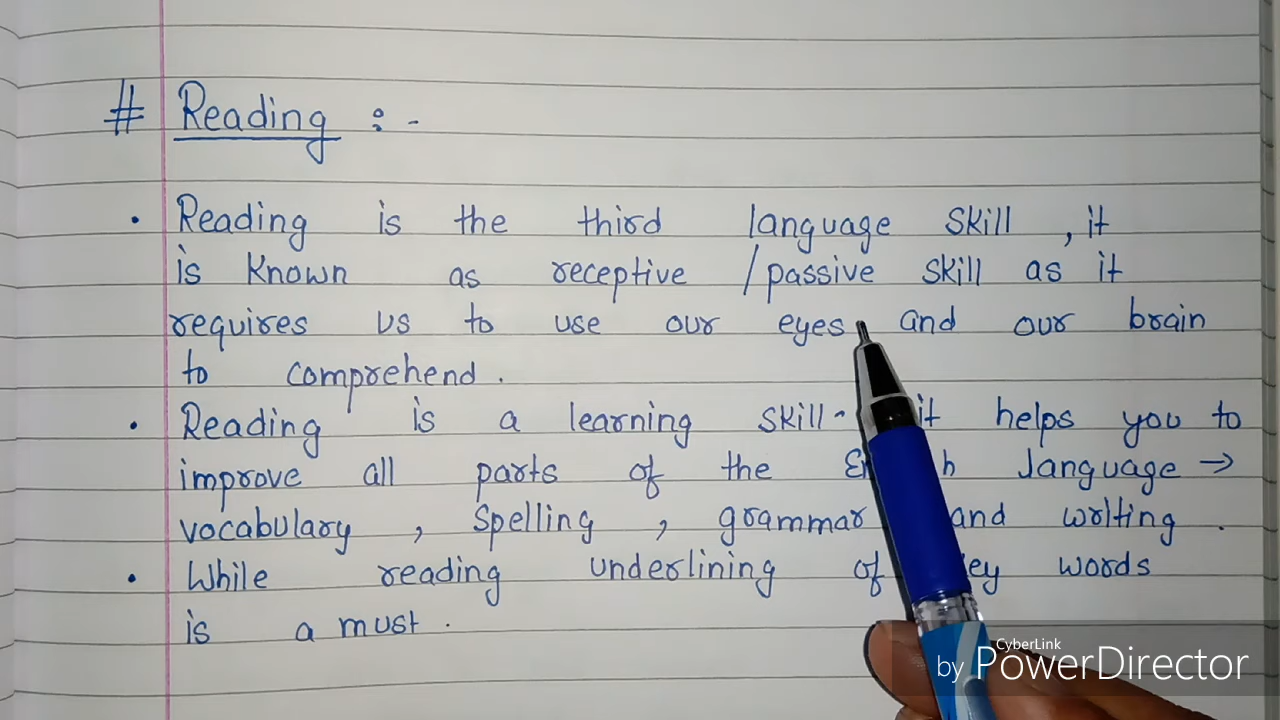 # Reading :-
• Reading is the third language skill, it
is known as receptive /passive skill as it
requires us to use our eyes and our brain
to comprehend.
• Reading is a learning skill- it helps you to
improve all parts of the language →
vocabulary, spelling, grammar and writing.
• While reading underlining of words
is a must.
CyberLink
by PowerDirector